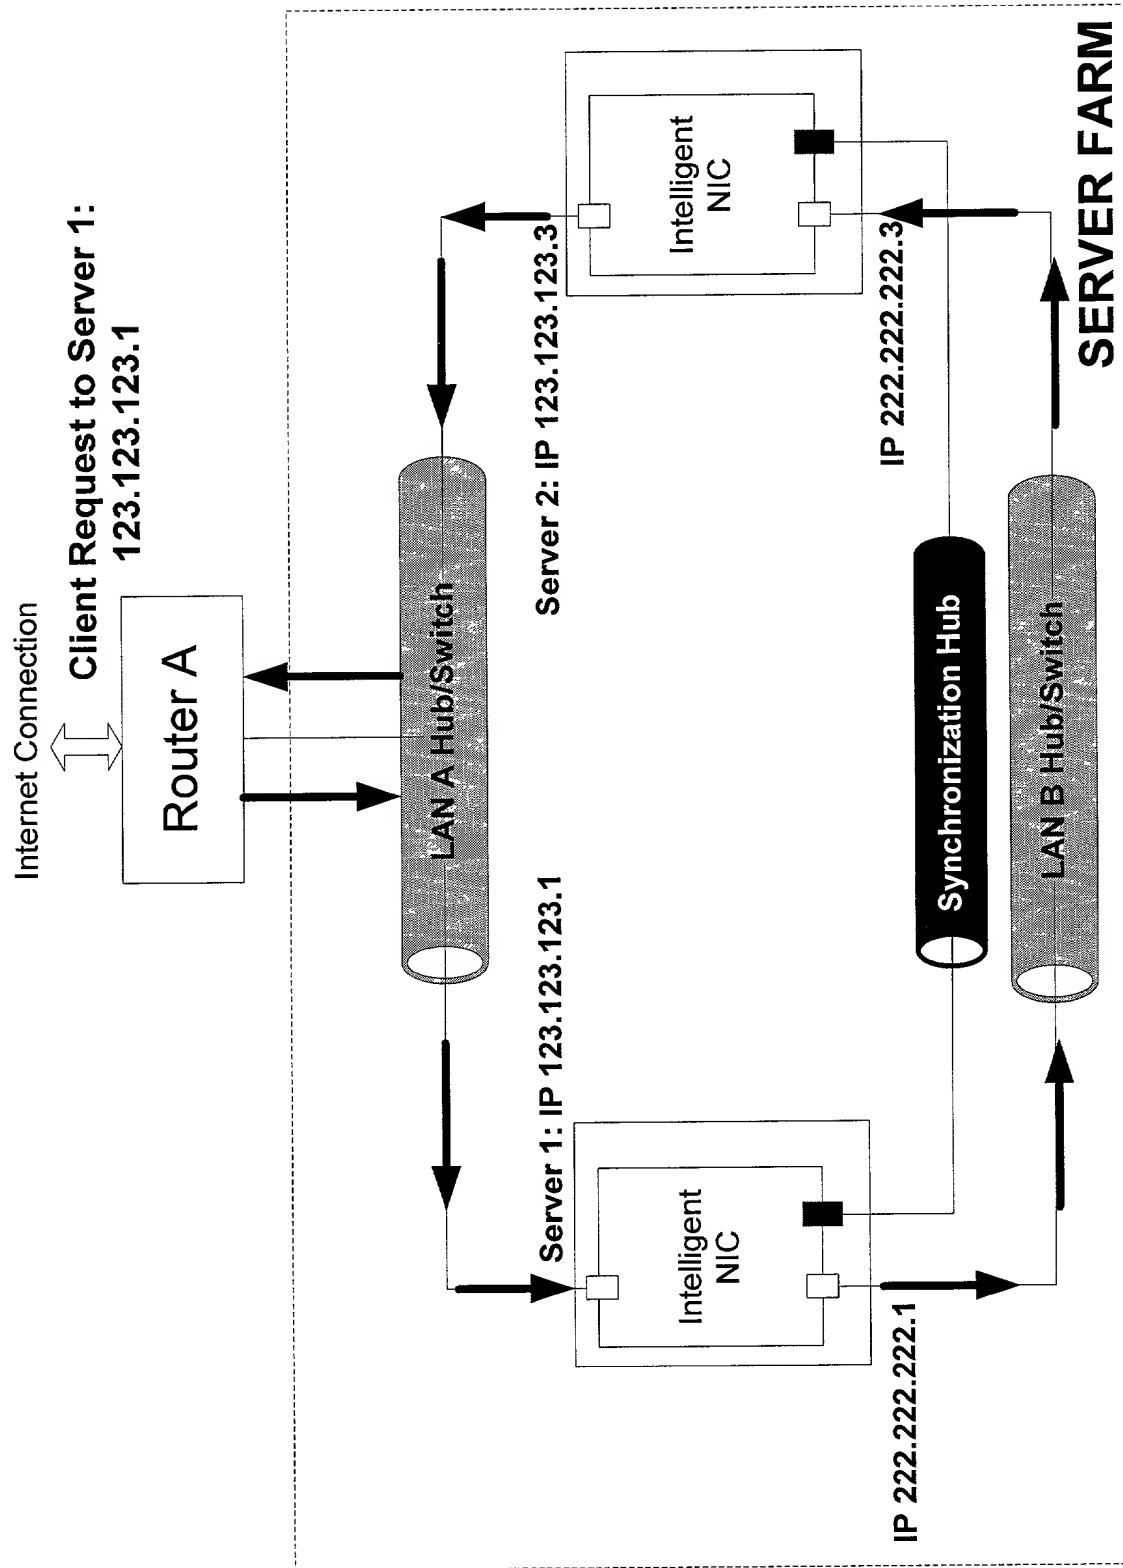 Internet Connection
Client Request to Server 1:
123.123.123.1
Router A
LAN A Hub/Switch
Server 1: IP 123.123.123.1
Server 2: IP 123.123.123.3
Intelligent
NIC
Intelligent
NIC
IP 222.222.222.1
IP 222.222.222.3
Synchronization Hub
LAN B Hub/Switch
SERVER FARM